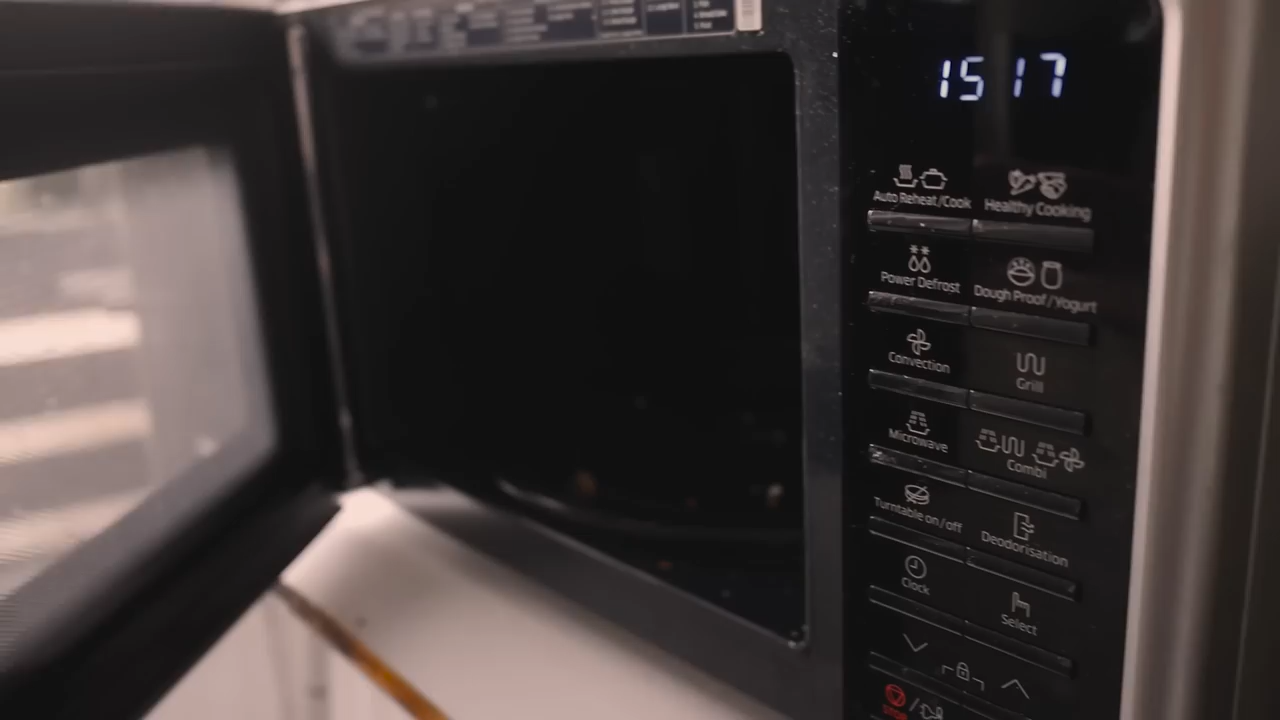 15 17
Auto Reheat/Cook
Healthy Cooking
Power Defrost
Dough Proof/Yogurt
Convection
Grill
Microwave
Combi
Turntable on/off
Deodorisation
Clock
Select
STOP